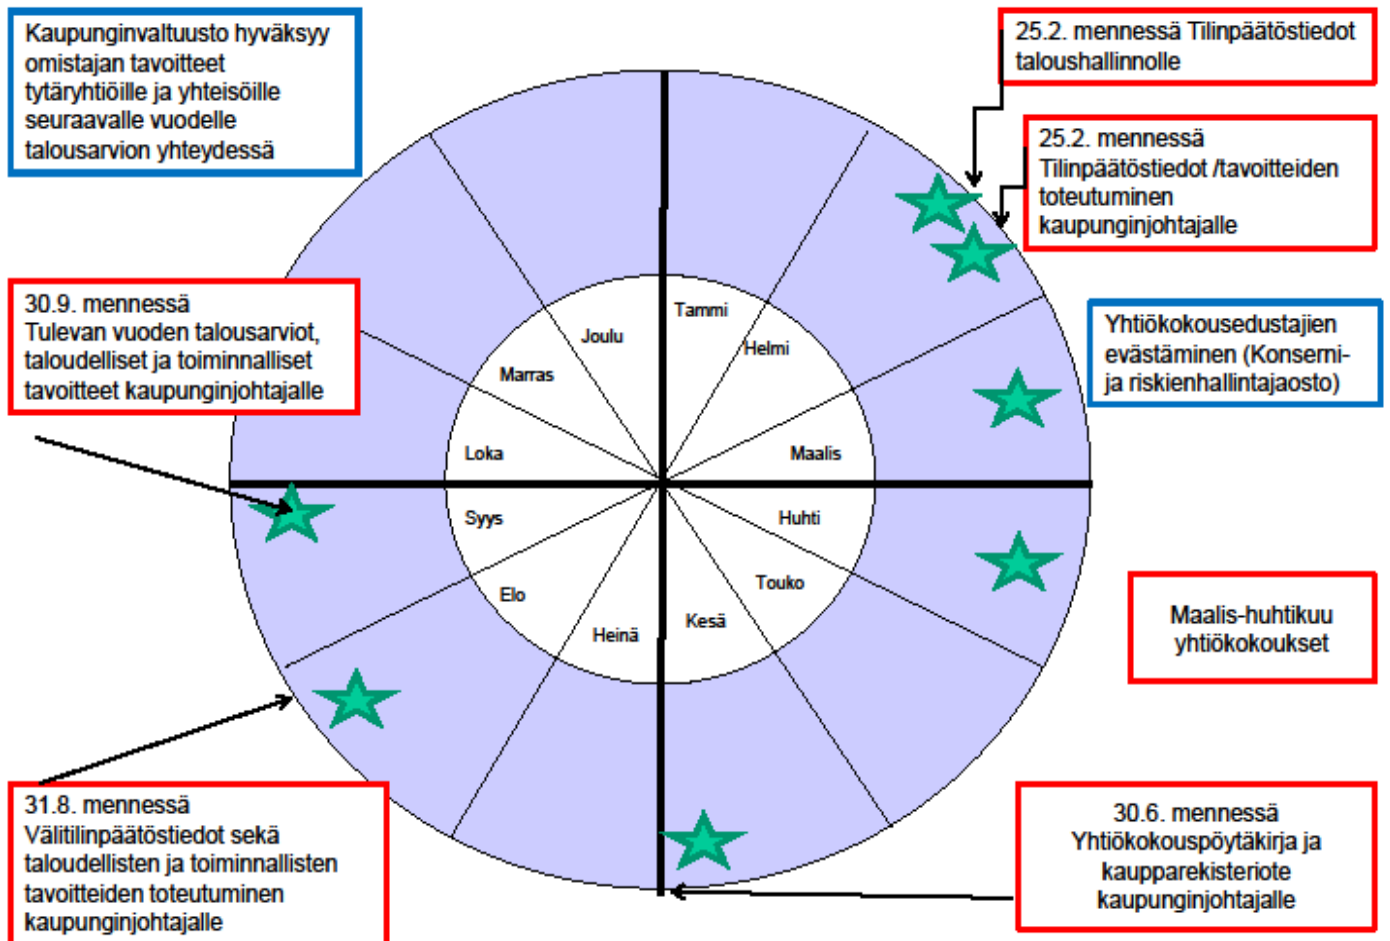 Kaupunginvaltuusto hyväksyy
omistajan tavoitteet
tytäryhtiöille ja yhteisöille
seuraavalle vuodelle
talousarvion yhteydessä
25.2. mennessä Tilinpäätöstiedot
taloushallinnolle
25.2. mennessä
Tilinpäätöstiedot /tavoitteiden
toteutuminen
kaupunginjohtajalle
30.9. mennessä
Tulevan vuoden talousarviot,
taloudelliset ja toiminnalliset
tavoitteet kaupunginjohtajalle
Yhtiökokousedustajien
evästäminen (Konserni-
ja riskienhallintajaosto)
Tammi
Helmi
Maalis
Huhti
Touko
Kesä
Heinä
Elo
Syys
Loka
Marras
Joulu
Maalis-huhtikuu
yhtiökokoukset
31.8. mennessä
Välitilinpäätöstiedot sekä
taloudellisten ja toiminnallisten
tavoitteiden toteutuminen
kaupunginjohtajalle
30.6. mennessä
Yhtiökokouspöytäkirja ja
kaupparekisteriote
kaupunginjohtajalle